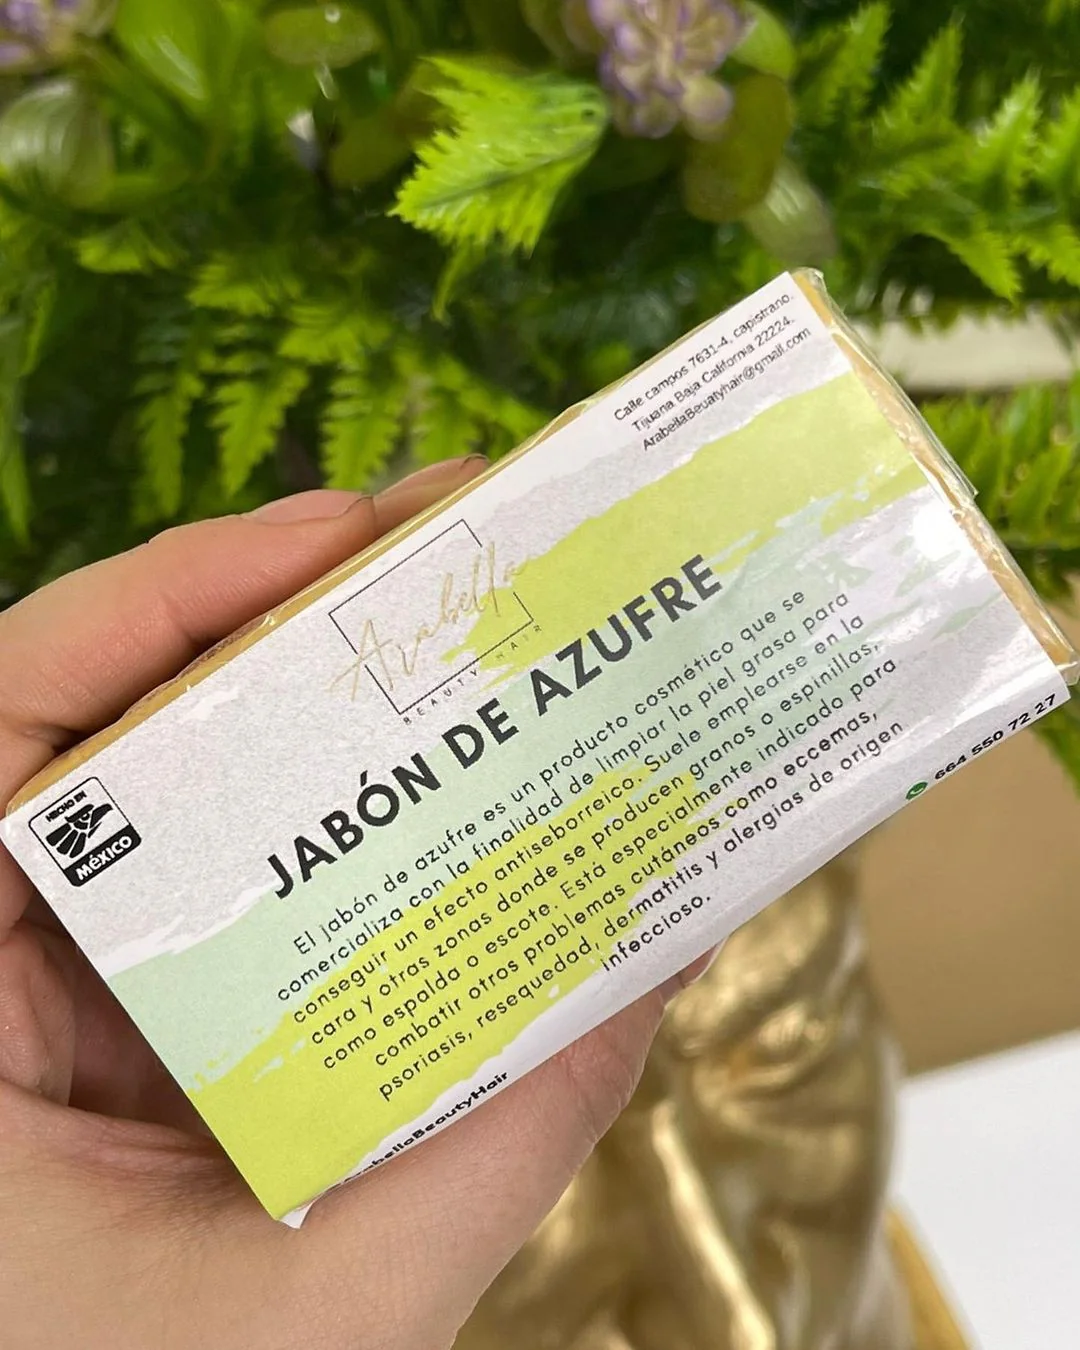 Calle campos 7631-4, capistrano.
Tijuana Baja California 22224.
ArabellaBeuatyhair@gmail.com
Arabella
BEAUTY HAIR
JABÓN DE AZUFRE
El jabón de azufre es un producto cosmético que se
comercializa con la finalidad de limpiar la piel grasa para
conseguir un efecto antiseborreico. Suele emplearse en la
cara y otras zonas donde se producen granos o espinillas,
como espalda o escote. Está especialmente indicado para
combatir otros problemas cutáneos como eccemas,
psoriasis, resequedad, dermatitis y alergias de origen
infeccioso.
HECHO EN
MÉXICO
664 550 72 27
ArabellaBeautyHair